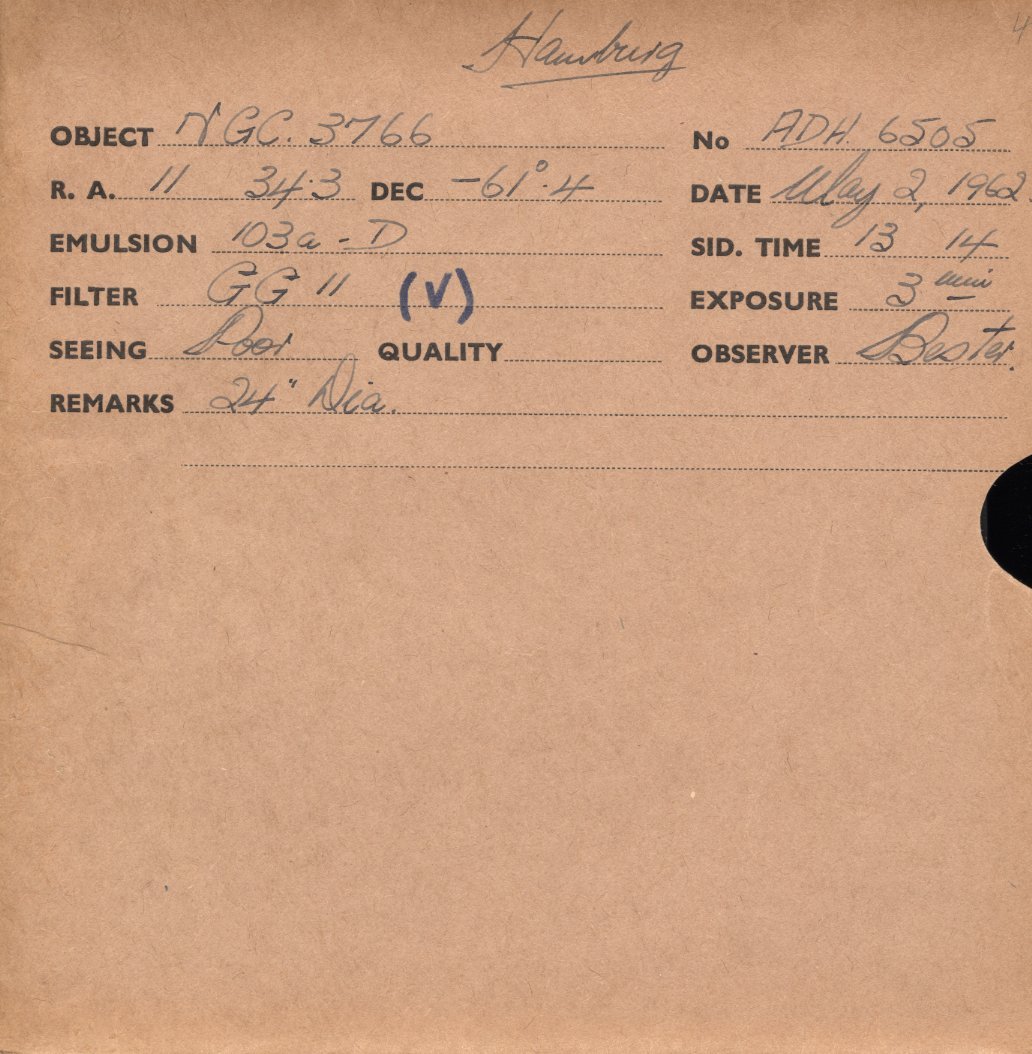 Hamburg 4
OBJECT NGC. 3766 No ADH. 6505
R. A. 11 34.3 DEC -61°.4 DATE May 2, 1962.
EMULSION 103a - D SID. TIME 13 14
FILTER GG 11 (V) EXPOSURE 3 min
SEEING Poor QUALITY OBSERVER Bester.
REMARKS 24" Dia.